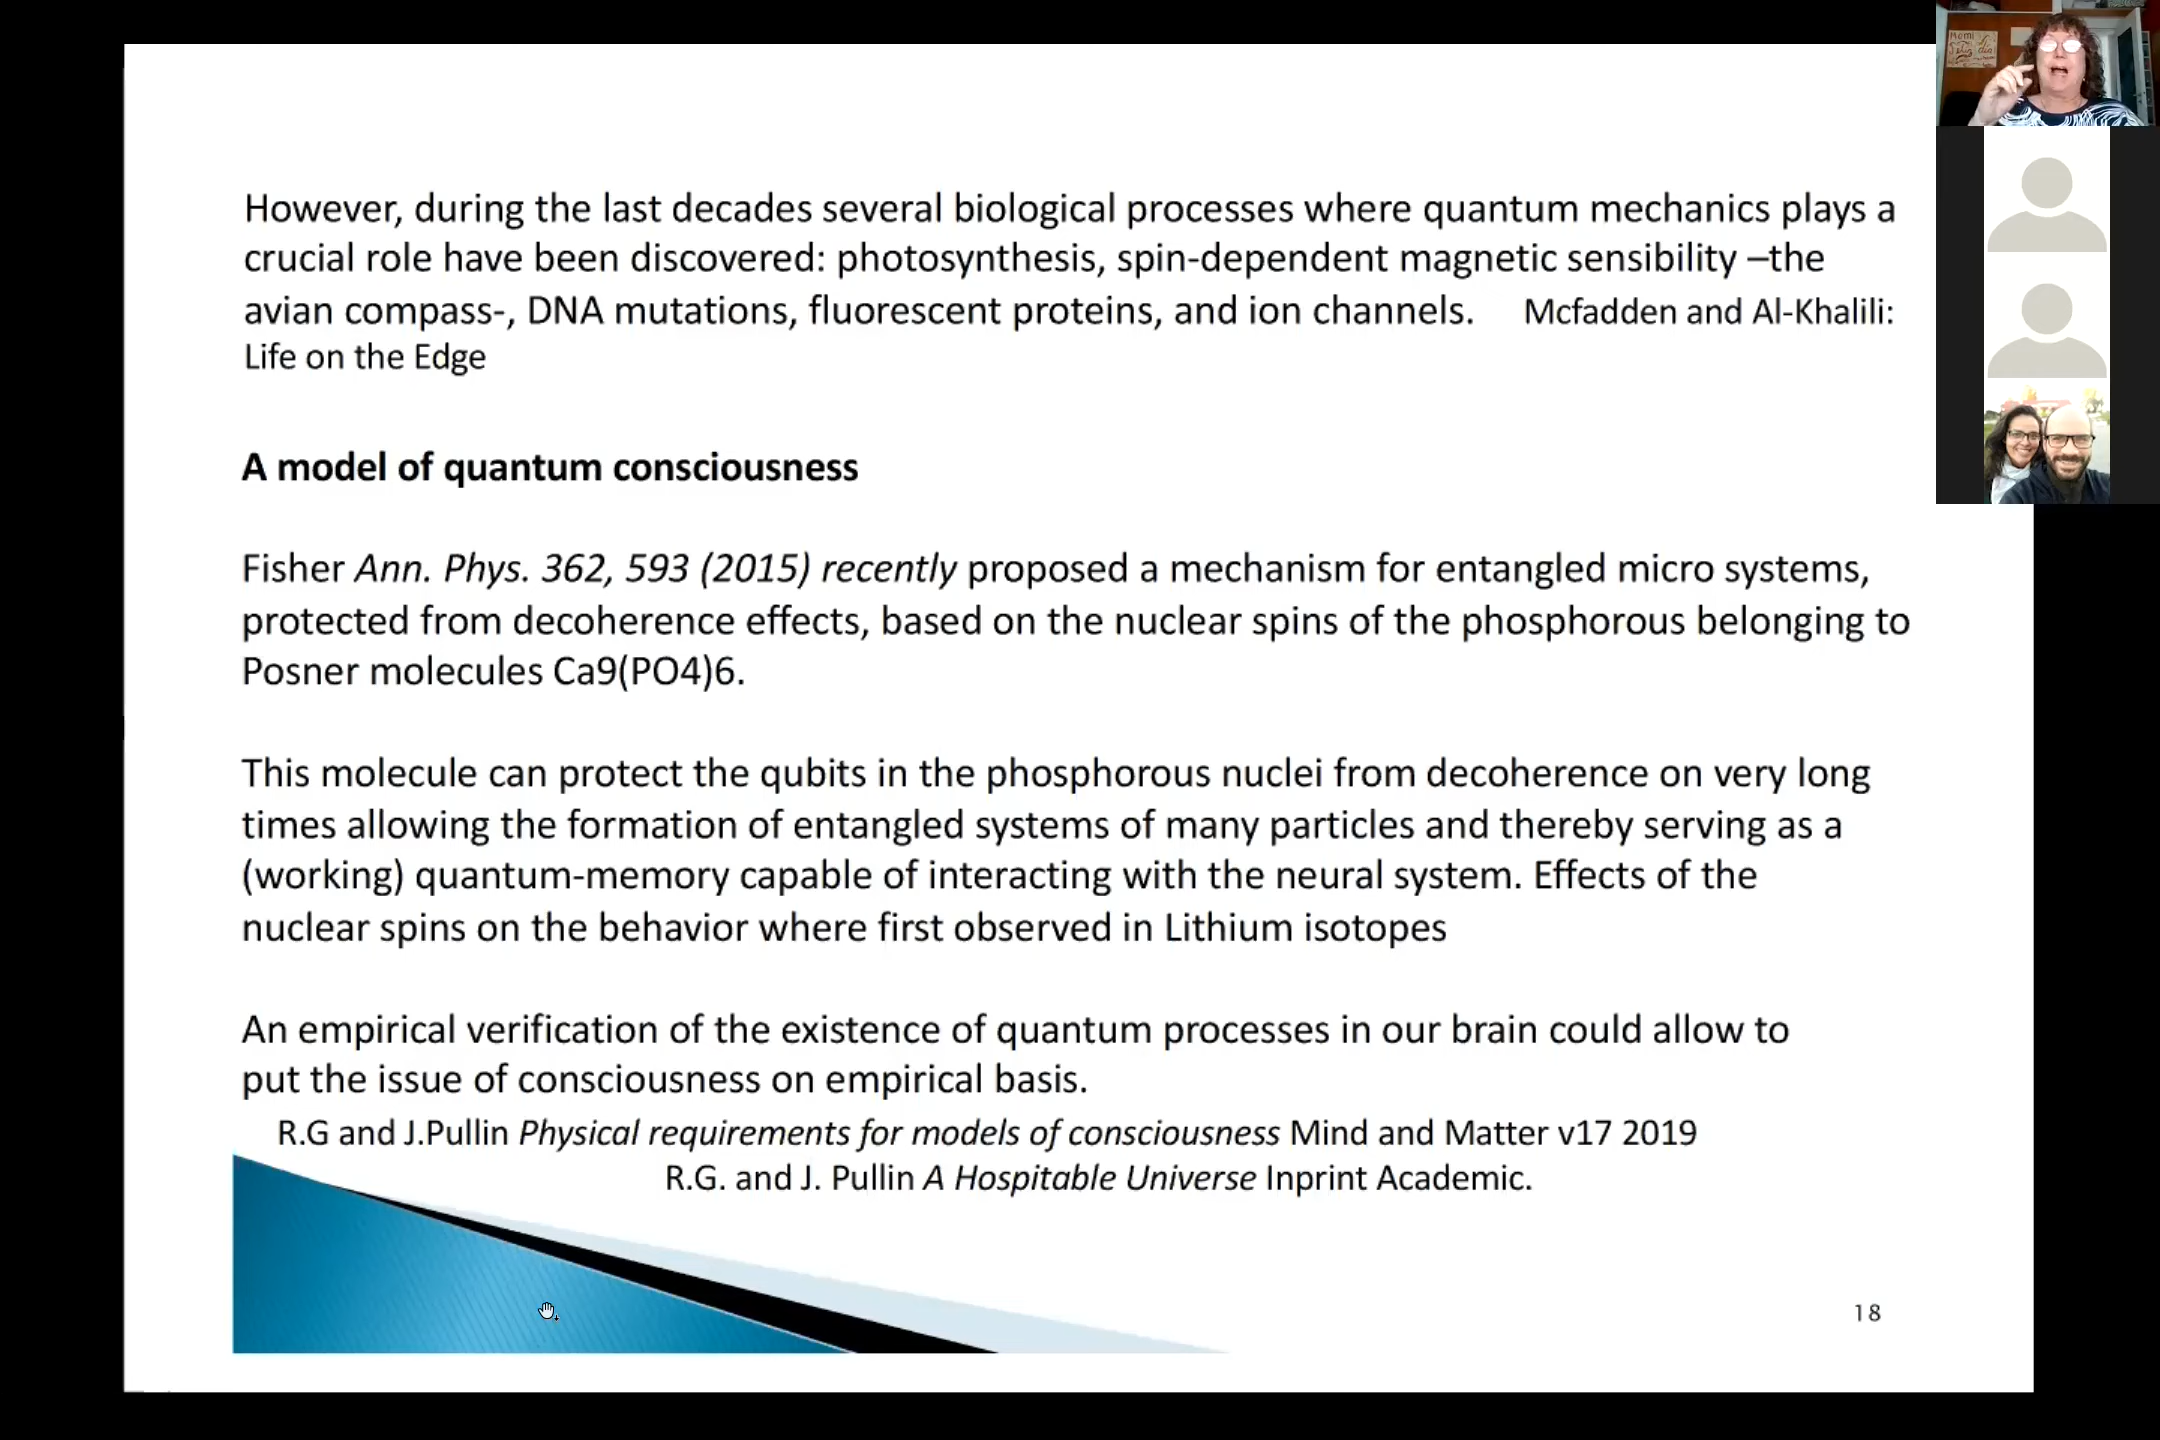 However, during the last decades several biological processes where quantum mechanics plays a
crucial role have been discovered: photosynthesis, spin-dependent magnetic sensibility –the
avian compass-, DNA mutations, fluorescent proteins, and ion channels. Mcfadden and Al-Khalili:
Life on the Edge
A model of quantum consciousness
Fisher Ann. Phys. 362, 593 (2015) recently proposed a mechanism for entangled micro systems,
protected from decoherence effects, based on the nuclear spins of the phosphorous belonging to
Posner molecules Ca9(PO4)6.
This molecule can protect the qubits in the phosphorous nuclei from decoherence on very long
times allowing the formation of entangled systems of many particles and thereby serving as a
(working) quantum-memory capable of interacting with the neural system. Effects of the
nuclear spins on the behavior where first observed in Lithium isotopes
An empirical verification of the existence of quantum processes in our brain could allow to
put the issue of consciousness on empirical basis.
R.G and J.Pullin Physical requirements for models of consciousness Mind and Matter v17 2019
R.G. and J. Pullin A Hospitable Universe Inprint Academic.
18